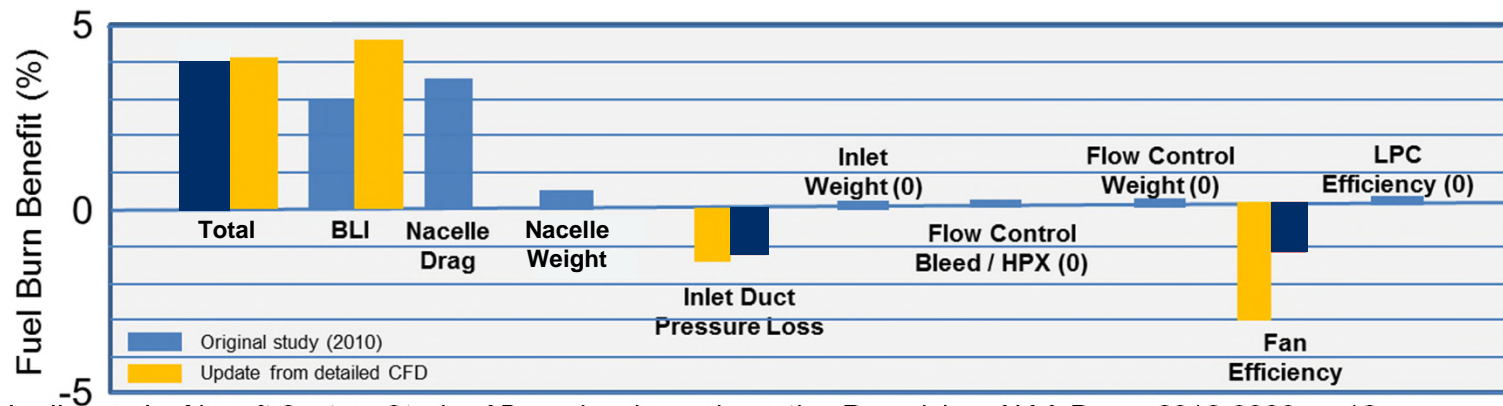 5
Fuel Burn Benefit (%)
0
-5
Total
BLI
Nacelle
Drag
Nacelle
Weight
Inlet Duct
Pressure Loss
Inlet
Weight (0)
Flow Control
Bleed / HPX (0)
Flow Control
Weight (0)
Fan
Efficiency
LPC
Efficiency (0)
Original study (2010)
Update from detailed CFD